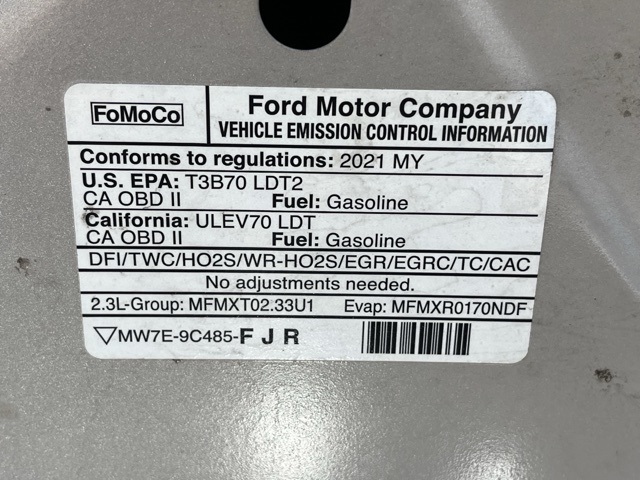 FoMoCo
Ford Motor Company
VEHICLE EMISSION CONTROL INFORMATION
Conforms to regulations: 2021 MY
U.S. EPA: T3B70 LDT2
CA OBD II Fuel: Gasoline
California: ULEV70 LDT
CA OBD II Fuel: Gasoline
DFI/TWC/HO2S/WR-HO2S/EGR/EGRC/TC/CAC
No adjustments needed.
2.3L-Group: MFMXT02.33U1 Evap: MFMXR0170NDF
MW7E-9C485-F J R